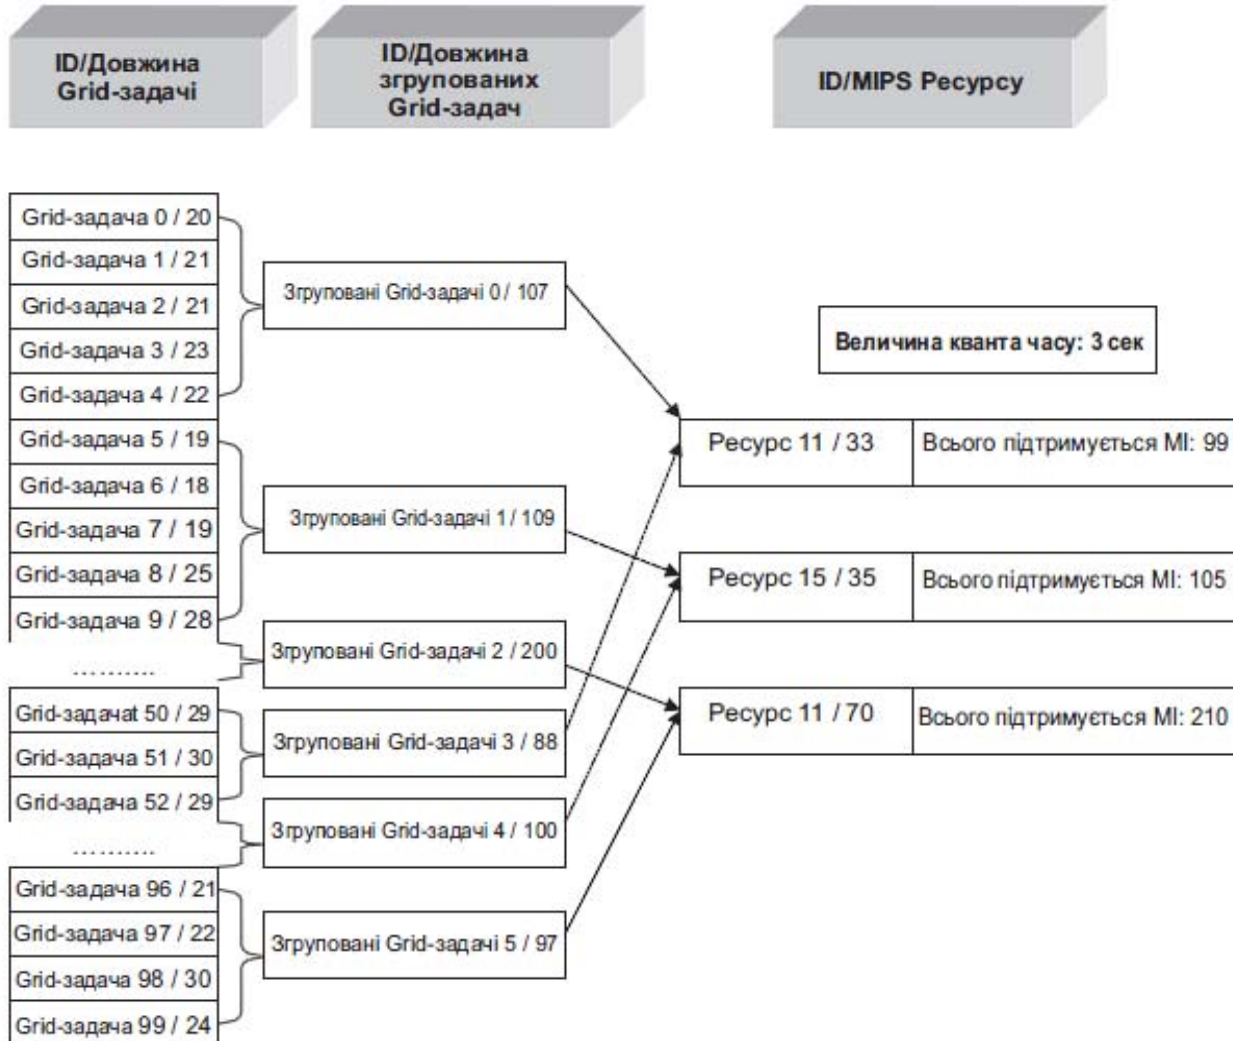 ID/Довжина
Grid-задачі
ID/Довжина
згрупованих
Grid-задач
ID/MIPS Ресурсу
Grid-задача 0 / 20
Grid-задача 1 / 21
Grid-задача 2 / 21
Grid-задача 3 / 23
Grid-задача 4 / 22
Grid-задача 5 / 19
Grid-задача 6 / 18
Grid-задача 7 / 19
Grid-задача 8 / 25
Grid-задача 9 / 28
..........
Grid-задачat 50 / 29
Grid-задача 51 / 30
Grid-задача 52 / 29
..........
Grid-задача 96 / 21
Grid-задача 97 / 22
Grid-задача 98 / 30
Grid-задача 99 / 24
Згруповані Grid-задачі 0 / 107
Згруповані Grid-задачі 1 / 109
Згруповані Grid-задачі 2 / 200
Згруповані Grid-задачі 3 / 88
Згруповані Grid-задачі 4 / 100
Згруповані Grid-задачі 5 / 97
Величина кванта часу: 3 сек
Ресурс 11 / 33 Всього підтримується МІ: 99
Ресурс 15 / 35 Всього підтримується МІ: 105
Ресурс 11 / 70 Всього підтримується МІ: 210